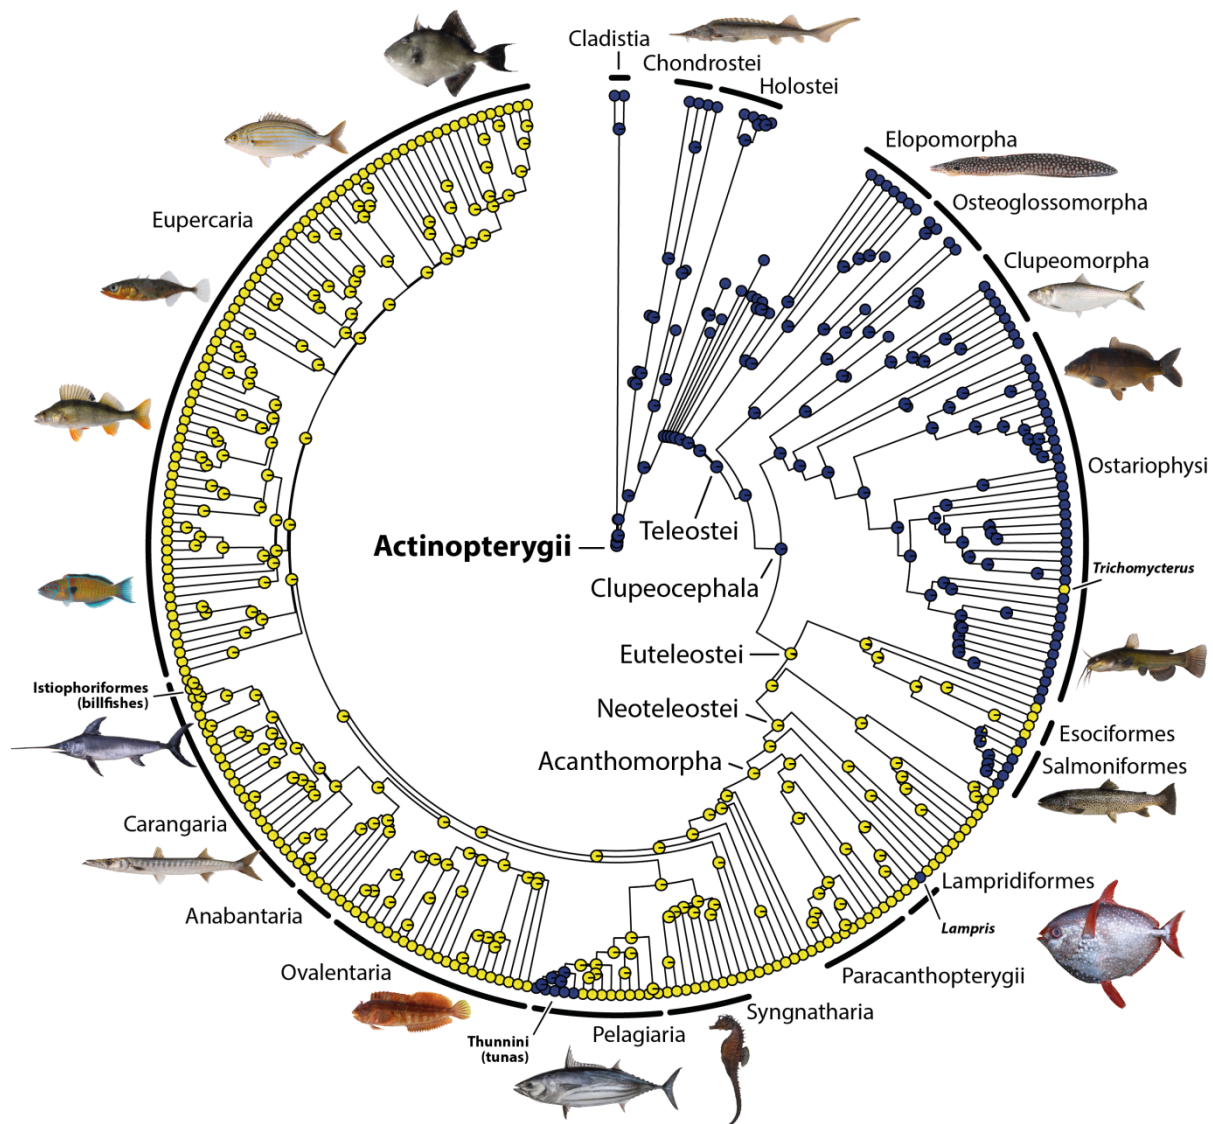 Cladistia
Chondrostei
Holostei
Elopomorpha
Osteoglossomorpha
Clupeomorpha
Eupercaria
Ostariophysi
Teleostei
Actinopterygii
Clupeocephala
Trichomycterus
Euteleostei
Istiophoriformes
(billfishes)
Neoteleostei
Esociformes
Acanthomorpha
Salmoniformes
Carangaria
Lampridiformes
Anabantaria
Lampris
Ovalentaria
Paracanthopterygii
Syngnatharia
Thunnini
(tunas)
Pelagiaria